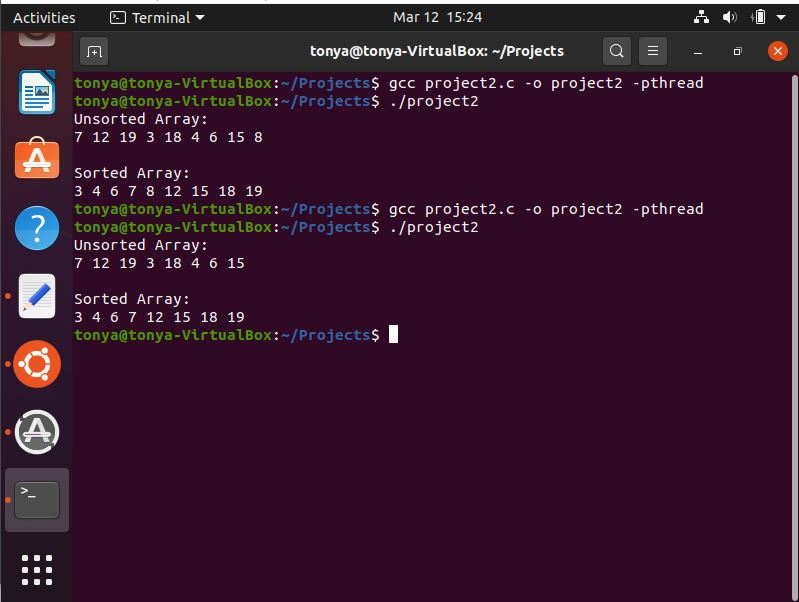 Activities Terminal Mar 12 15:24
tonya@tonya-VirtualBox: ~/Projects
tonya@tonya-VirtualBox:~/Projects$ gcc project2.c -o project2 -pthread
tonya@tonya-VirtualBox:~/Projects$ ./project2
Unsorted Array:
7 12 19 3 18 4 6 15 8
Sorted Array:
3 4 6 7 8 12 15 18 19
tonya@tonya-VirtualBox:~/Projects$ gcc project2.c -o project2 -pthread
tonya@tonya-VirtualBox:~/Projects$ ./project2
Unsorted Array:
7 12 19 3 18 4 6 15
Sorted Array:
3 4 6 7 12 15 18 19
tonya@tonya-VirtualBox:~/Projects$